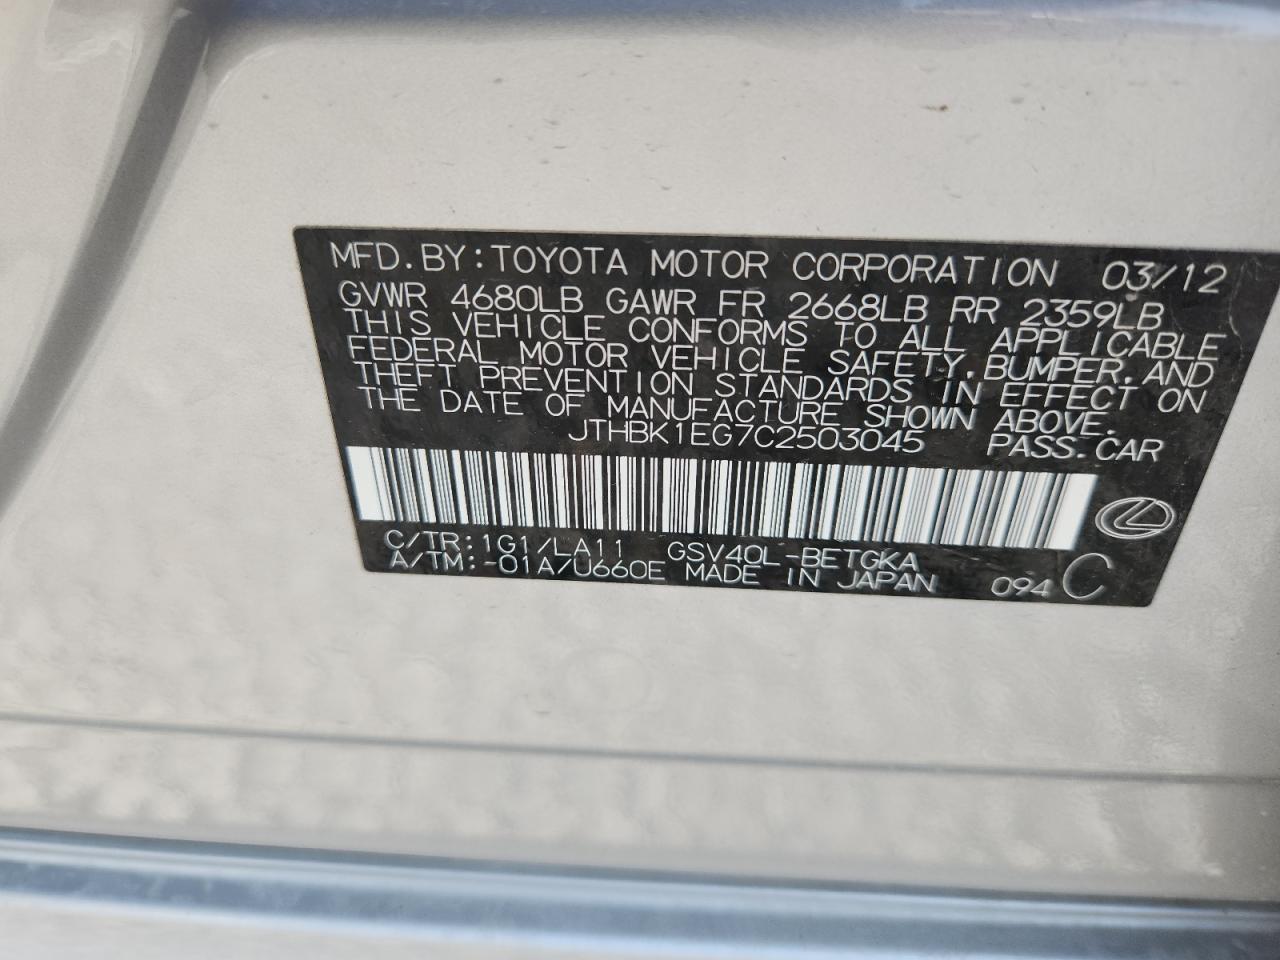 MFD. BY: TOYOTA MOTOR CORPORATION 03/12
GVWR 4680LB GAWR FR 2668LB RR 2359LB
THIS VEHICLE CONFORMS TO ALL APPLICABLE
FEDERAL MOTOR VEHICLE SAFETY, BUMPER, AND
THEFT PREVENTION STANDARDS IN EFFECT ON
THE DATE OF MANUFACTURE SHOWN ABOVE.
JTHBK1EG7C2503045 PASS. CAR
C/TR: 1G1/LA11 GSV40L-BETGKA
A/TM: -01A/U660E MADE IN JAPAN 094 C